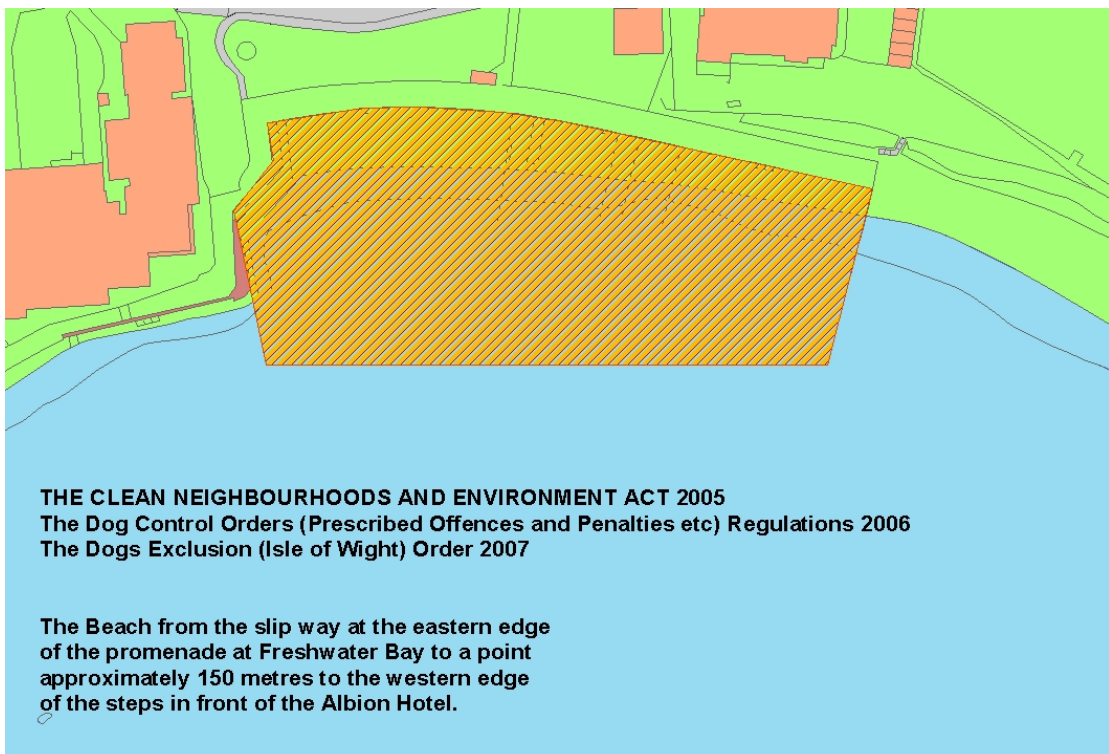 THE CLEAN NEIGHBOURHOODS AND ENVIRONMENT ACT 2005
The Dog Control Orders (Prescribed Offences and Penalties etc) Regulations 2006
The Dogs Exclusion (Isle of Wight) Order 2007
The Beach from the slip way at the eastern edge
of the promenade at Freshwater Bay to a point
approximately 150 metres to the western edge
of the steps in front of the Albion Hotel.